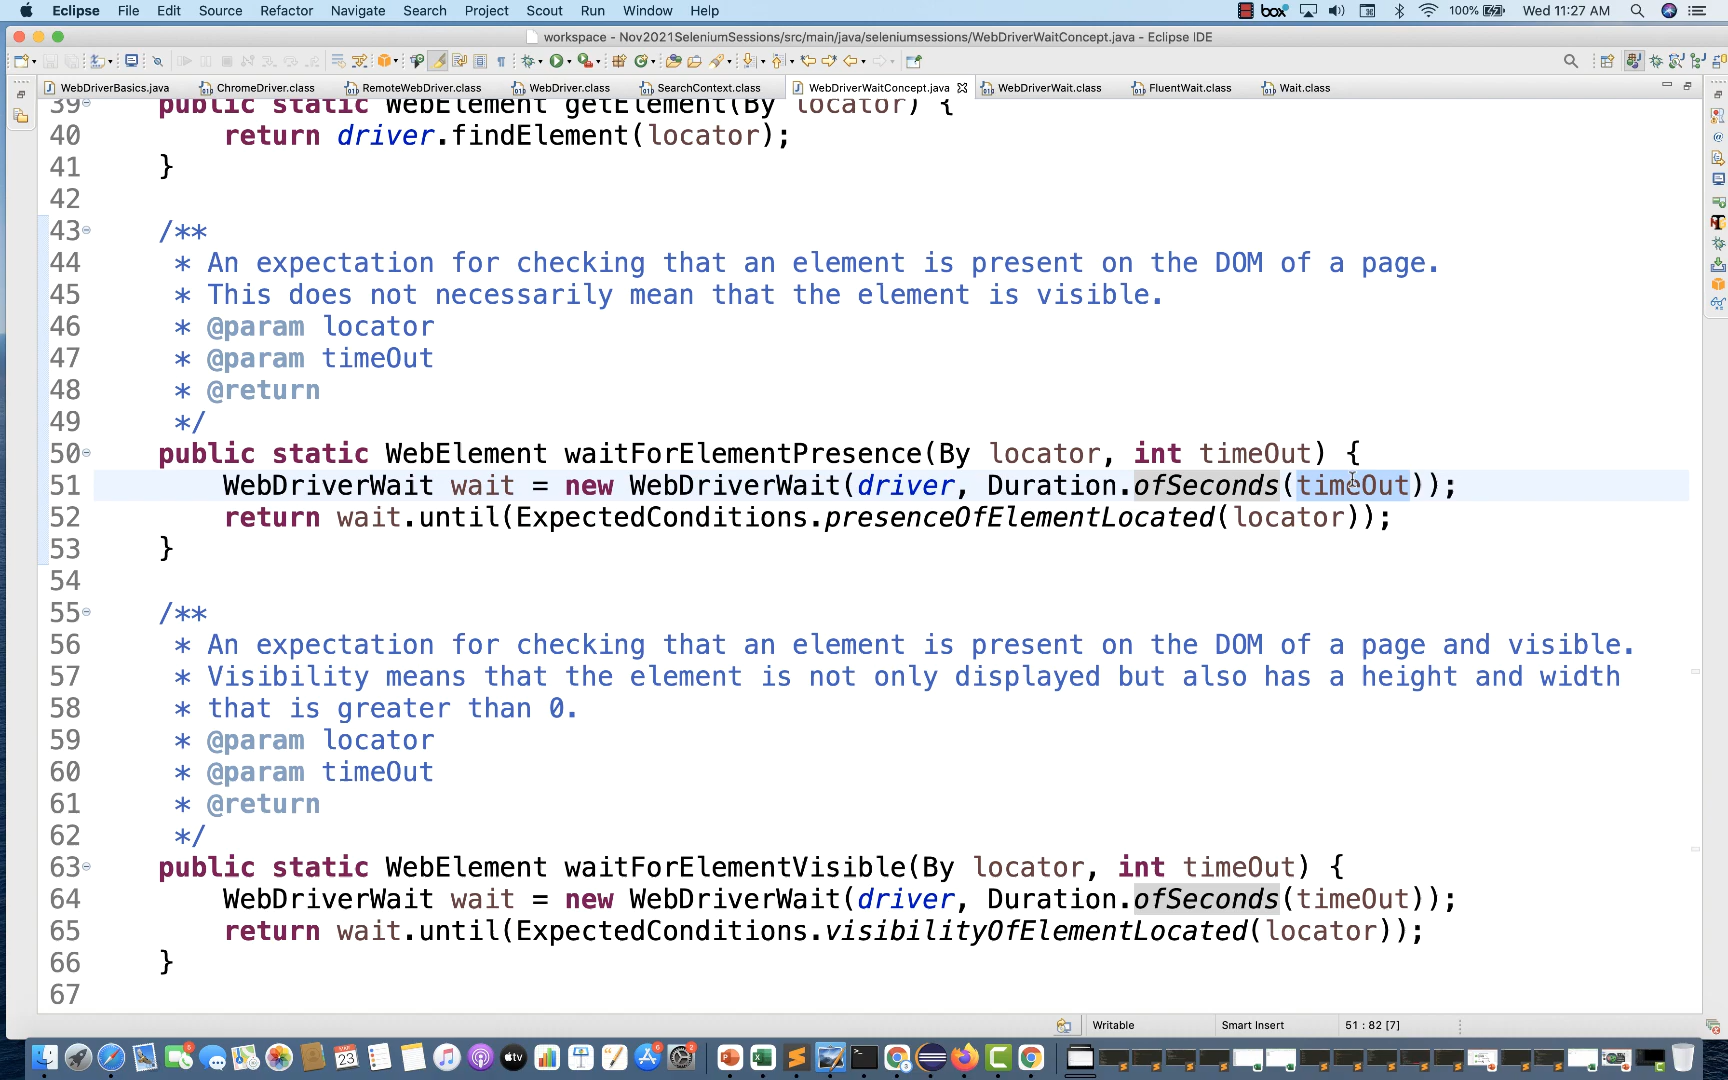 Eclipse File Edit Source Refactor Navigate Search Project Scout Run Window Help box 100% Wed 11:27 AM
workspace - Nov2021SeleniumSessions/src/main/java/seleniumsessions/WebDriverWaitConcept.java - Eclipse IDE
WebDriverBasics.java ChromeDriver.class RemoteWebDriver.class WebDriver.class SearchContext.class WebDriverWaitConcept.java WebDriverWait.class FluentWait.class Wait.class
39 public static WebElement getElement(By locator) {
40 return driver.findElement(locator);
41 }
42
43 /**
44 * An expectation for checking that an element is present on the DOM of a page.
45 * This does not necessarily mean that the element is visible.
46 * @param locator
47 * @param timeOut
48 * @return
49 */
50 public static WebElement waitForElementPresence(By locator, int timeOut) {
51 WebDriverWait wait = new WebDriverWait(driver, Duration.ofSeconds(timeOut));
52 return wait.until(ExpectedConditions.presenceOfElementLocated(locator));
53 }
54
55 /**
56 * An expectation for checking that an element is present on the DOM of a page and visible.
57 * Visibility means that the element is not only displayed but also has a height and width
58 * that is greater than 0.
59 * @param locator
60 * @param timeOut
61 * @return
62 */
63 public static WebElement waitForElementVisible(By locator, int timeOut) {
64 WebDriverWait wait = new WebDriverWait(driver, Duration.ofSeconds(timeOut));
65 return wait.until(ExpectedConditions.visibilityOfElementLocated(locator));
66 }
67
Writable Smart Insert 51 : 82 [7]